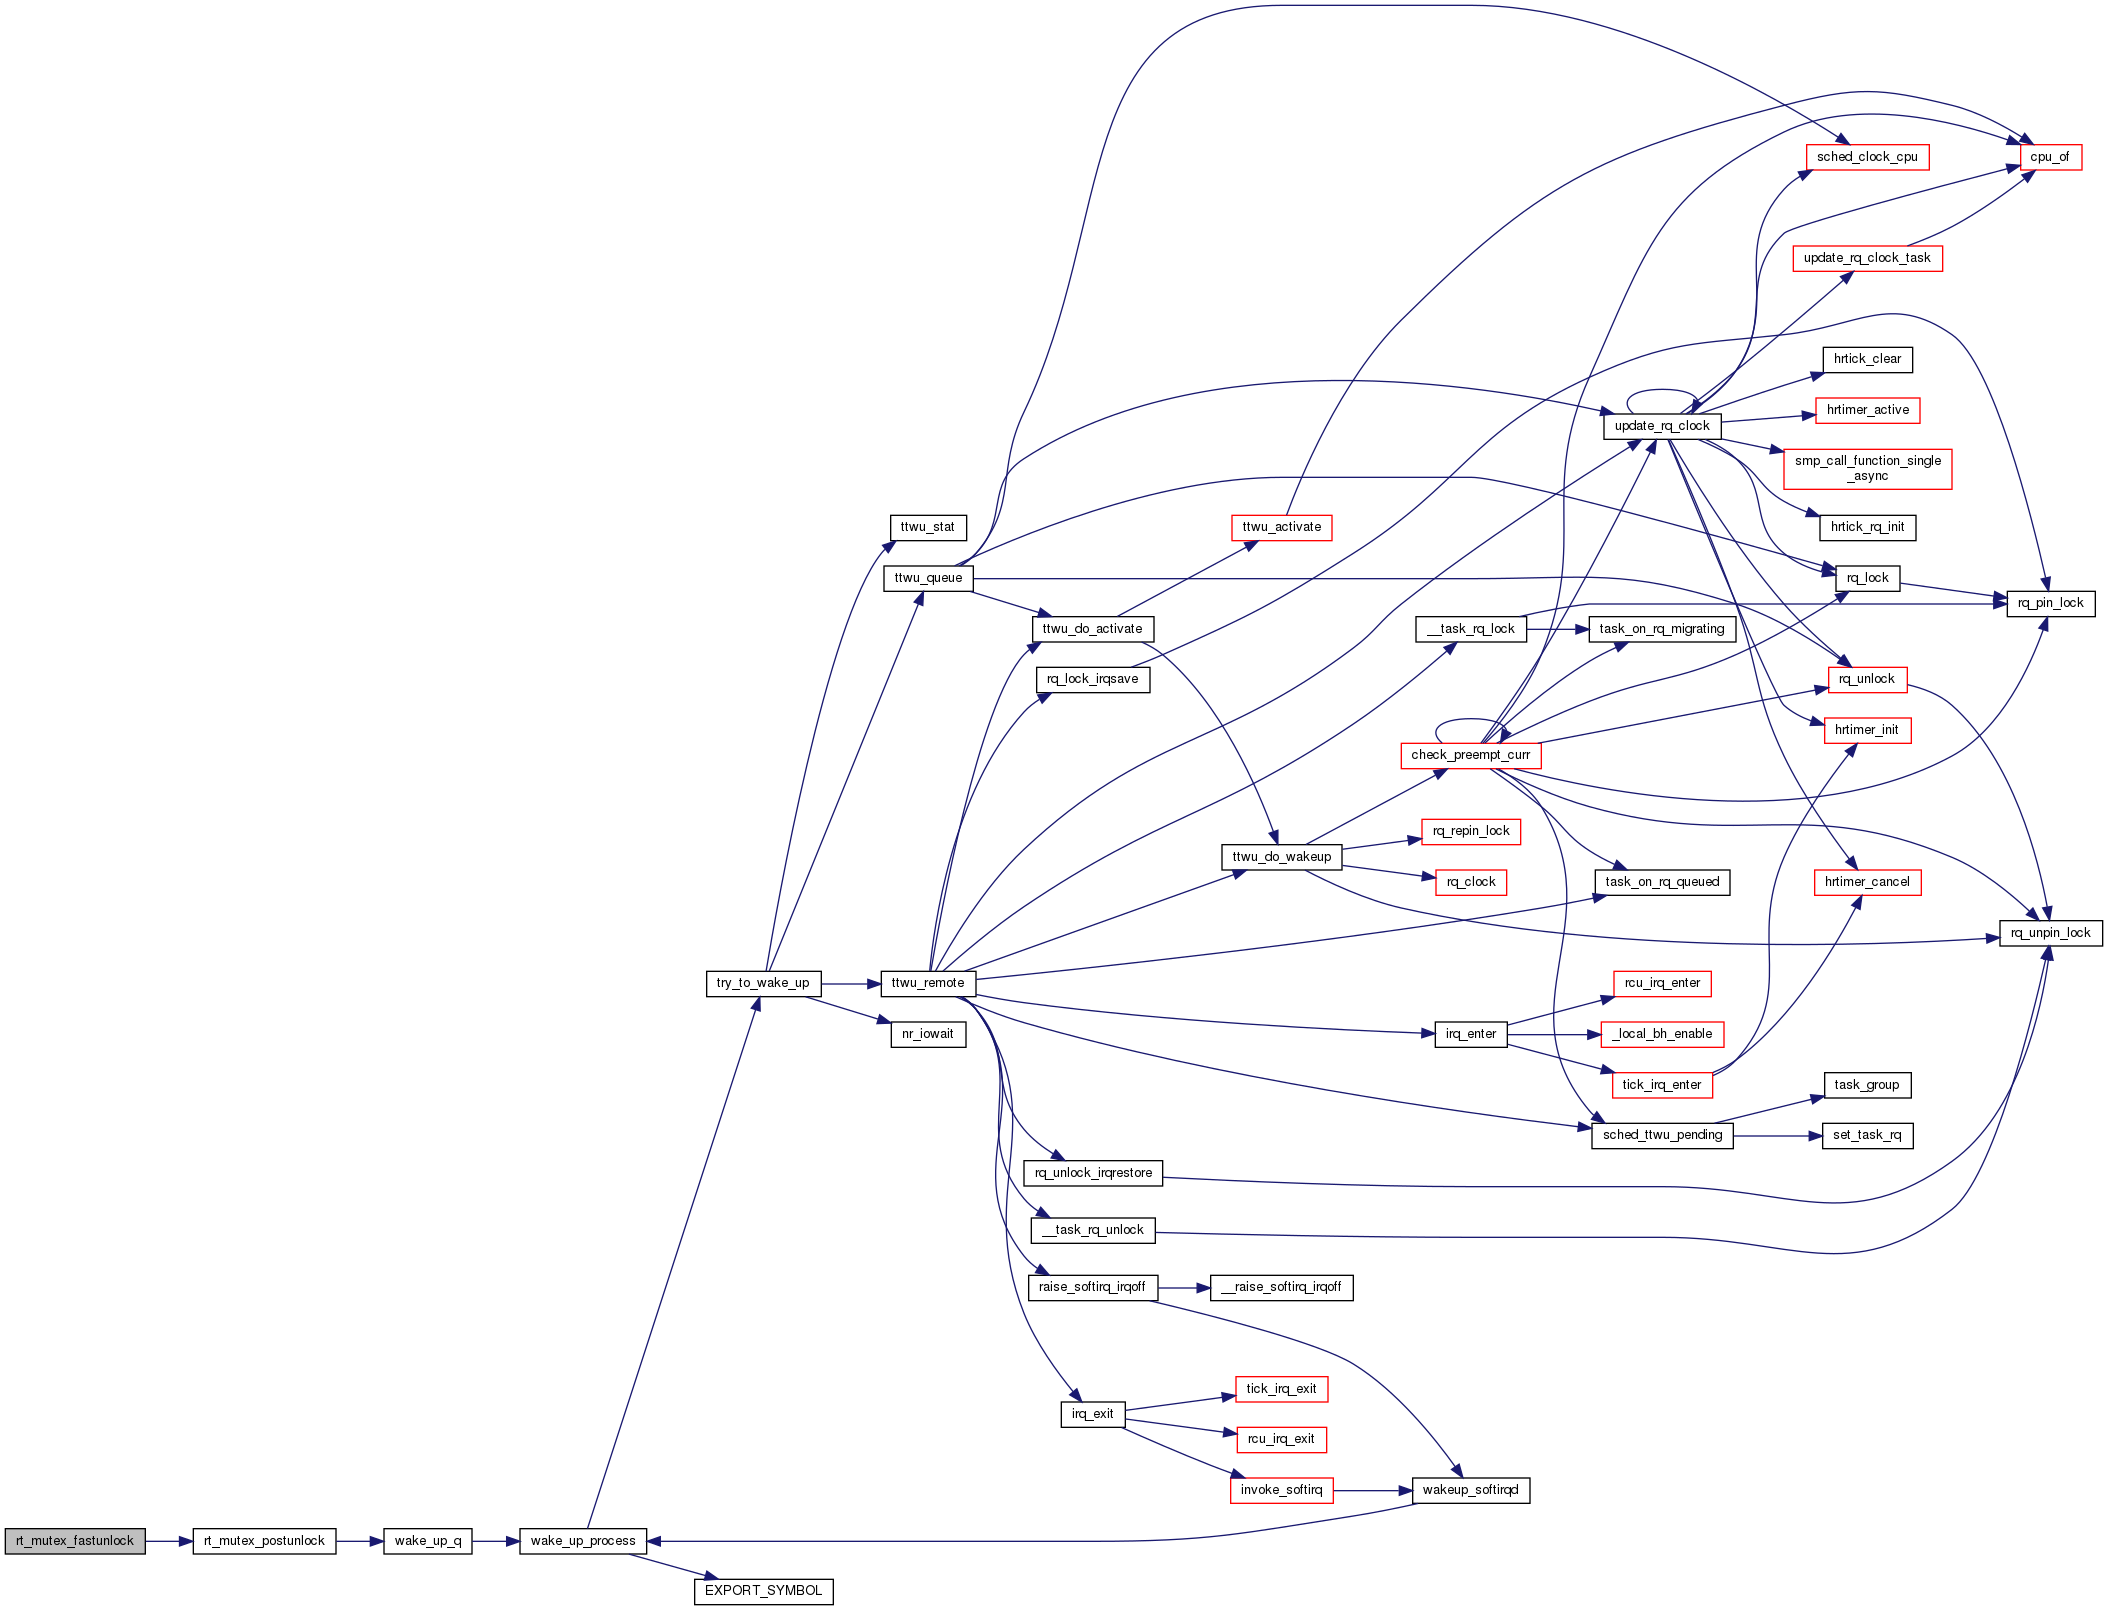 sched_clock_cpu
cpu_of
update_rq_clock_task
hrtick_clear
hrtimer_active
update_rq_clock
smp_call_function_single
_async
ttwu_stat
ttwu_activate
hrtick_rq_init
ttwu_queue
rq_lock
rq_pin_lock
ttwu_do_activate
__task_rq_lock
task_on_rq_migrating
rq_lock_irqsave
rq_unlock
hrtimer_init
check_preempt_curr
rq_repin_lock
ttwu_do_wakeup
rq_clock
task_on_rq_queued
hrtimer_cancel
rq_unpin_lock
try_to_wake_up
ttwu_remote
rcu_irq_enter
nr_iowait
irq_enter
_local_bh_enable
tick_irq_enter
task_group
sched_ttwu_pending
set_task_rq
rq_unlock_irqrestore
__task_rq_unlock
raise_softirq_irqoff
__raise_softirq_irqoff
tick_irq_exit
irq_exit
rcu_irq_exit
invoke_softirq
wakeup_softirqd
rt_mutex_fastunlock
rt_mutex_postunlock
wake_up_q
wake_up_process
EXPORT_SYMBOL